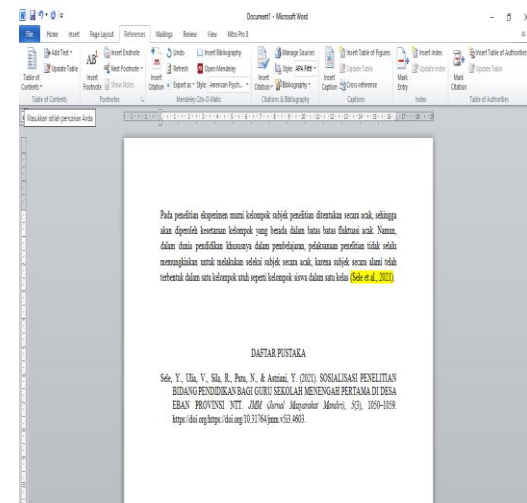 Document1 - Microsoft Word
File Home Insert Page Layout References Mailings Review View Nitro Pro 8
Table of Contents
Add Text
Update Table
Table of Contents
AB
Insert Footnote
Insert Endnote
Next Footnote
Show Notes
Footnotes
Insert Citation
Undo
Refresh
Export as
Insert Bibliography
Open Mendeley
Style: American Psych...
Mendeley Cite-O-Matic
Insert Citation
Manage Sources
Style: APA Fifth
Bibliography
Citations & Bibliography
Insert Caption
Insert Table of Figures
Update Table
Cross-reference
Captions
Mark Entry
Insert Index
Update Index
Index
Mark Citation
Insert Table of Authorities
Update Table
Table of Authorities
Masukkan istilah pencarian Anda
Pada penelitian eksperimen murni kelompok subjek penelitian ditentukan secara acak, sehingga
akan diperoleh kesetaraan kelompok yang berada dalam batas batas fluktuasi acak. Namun,
dalam dunia pendidikan khususnya dalam pembelajaran, pelaksanaan penelitian tidak selalu
memungkinkan untuk melakukan seleksi subjek secara acak, karena subjek secara alami telah
terbentuk dalam satu kelompok utuh seperti kelompok siswa dalam satu kelas (Sele et al., 2021).
DAFTAR PUSTAKA
Sele, Y., Ulia, V., Sila, R., Putu, N., & Astriani, Y. (2021). SOSIALISASI PENELITIAN
BIDANG PENDIDIKAN BAGI GURU SEKOLAH MENENGAH PERTAMA DI DESA
EBAN PROVINSI NTT. JMM (Jurnal Masyarakat Mandiri), 5(3), 1050–1059.
https://doi.org/https://doi.org/10.31764/jmm.v5i3.4603.